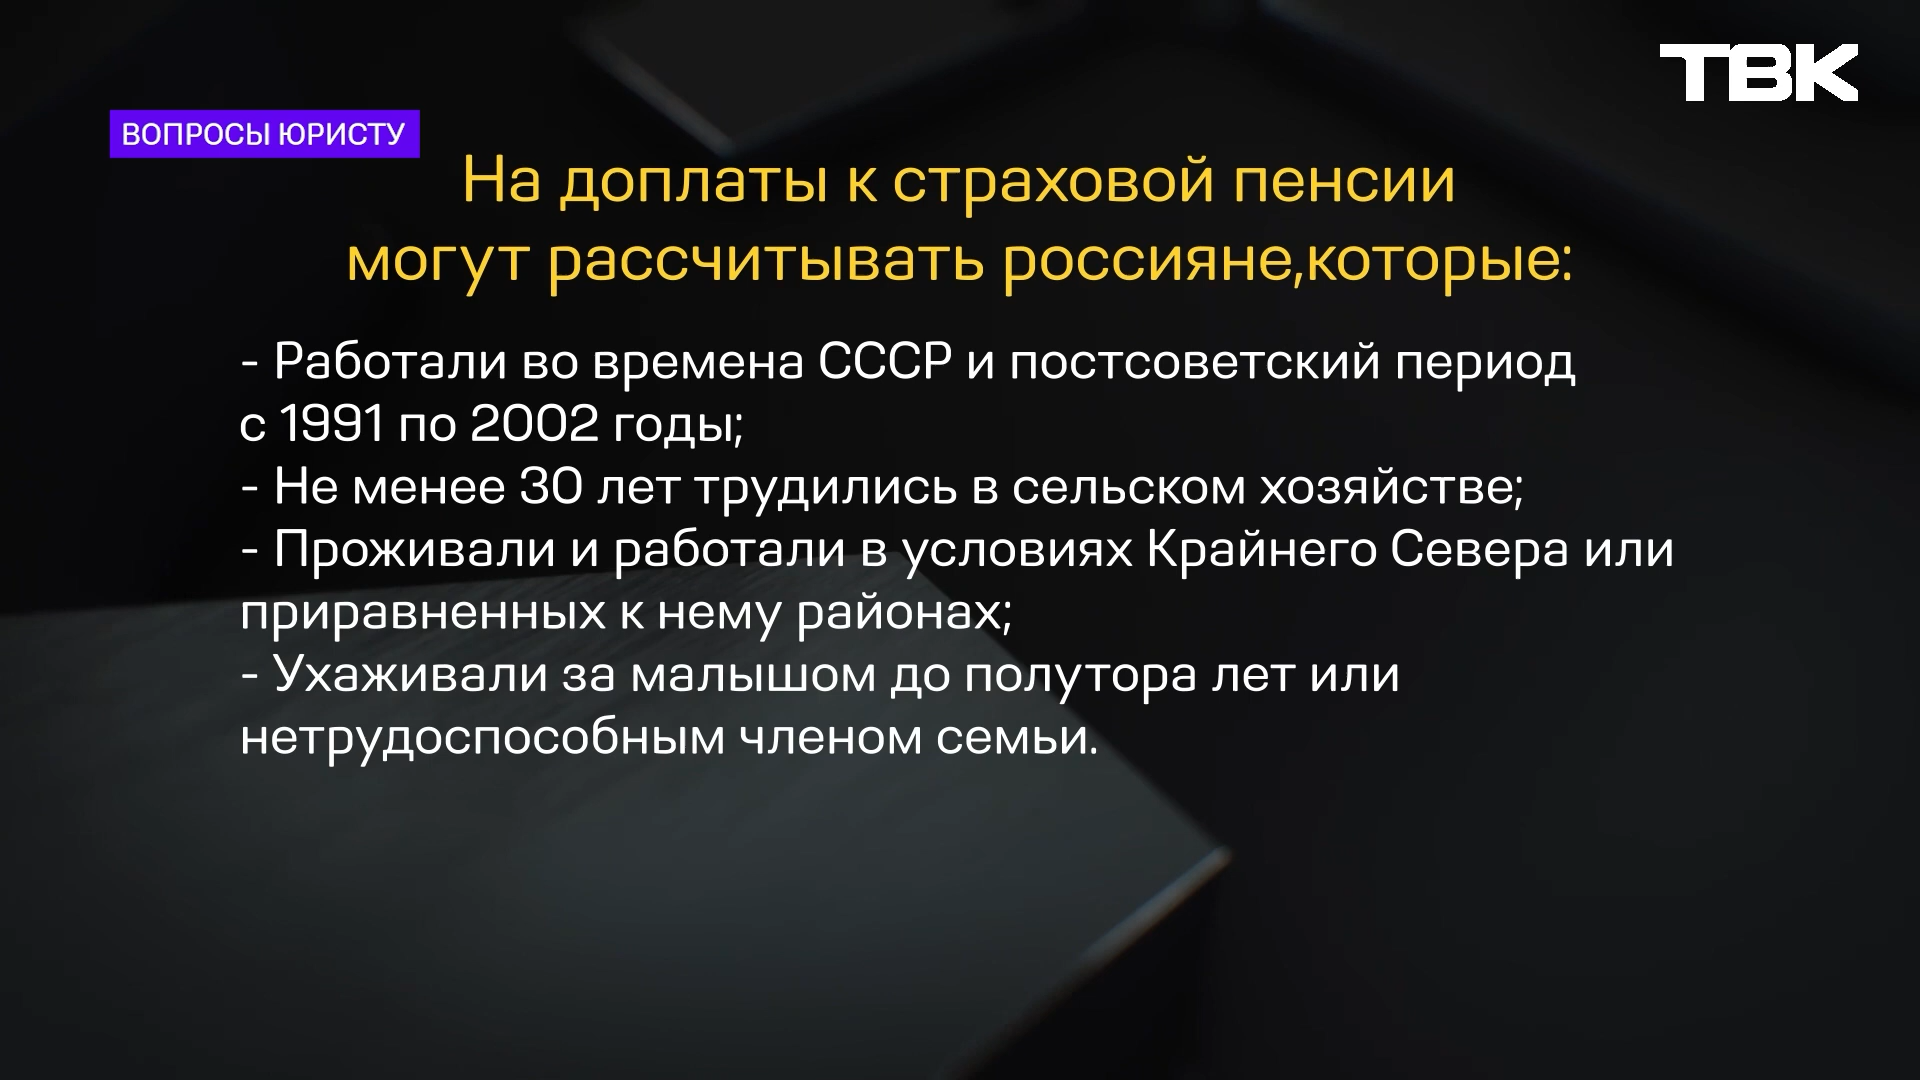 ТВК
ВОПРОСЫ ЮРИСТУ
На доплаты к страховой пенсии
могут рассчитывать россияне,которые:
- Работали во времена СССР и постсоветский период
с 1991 по 2002 годы;
- Не менее 30 лет трудились в сельском хозяйстве;
- Проживали и работали в условиях Крайнего Севера или
приравненных к нему районах;
- Ухаживали за малышом до полутора лет или
нетрудоспособным членом семьи.